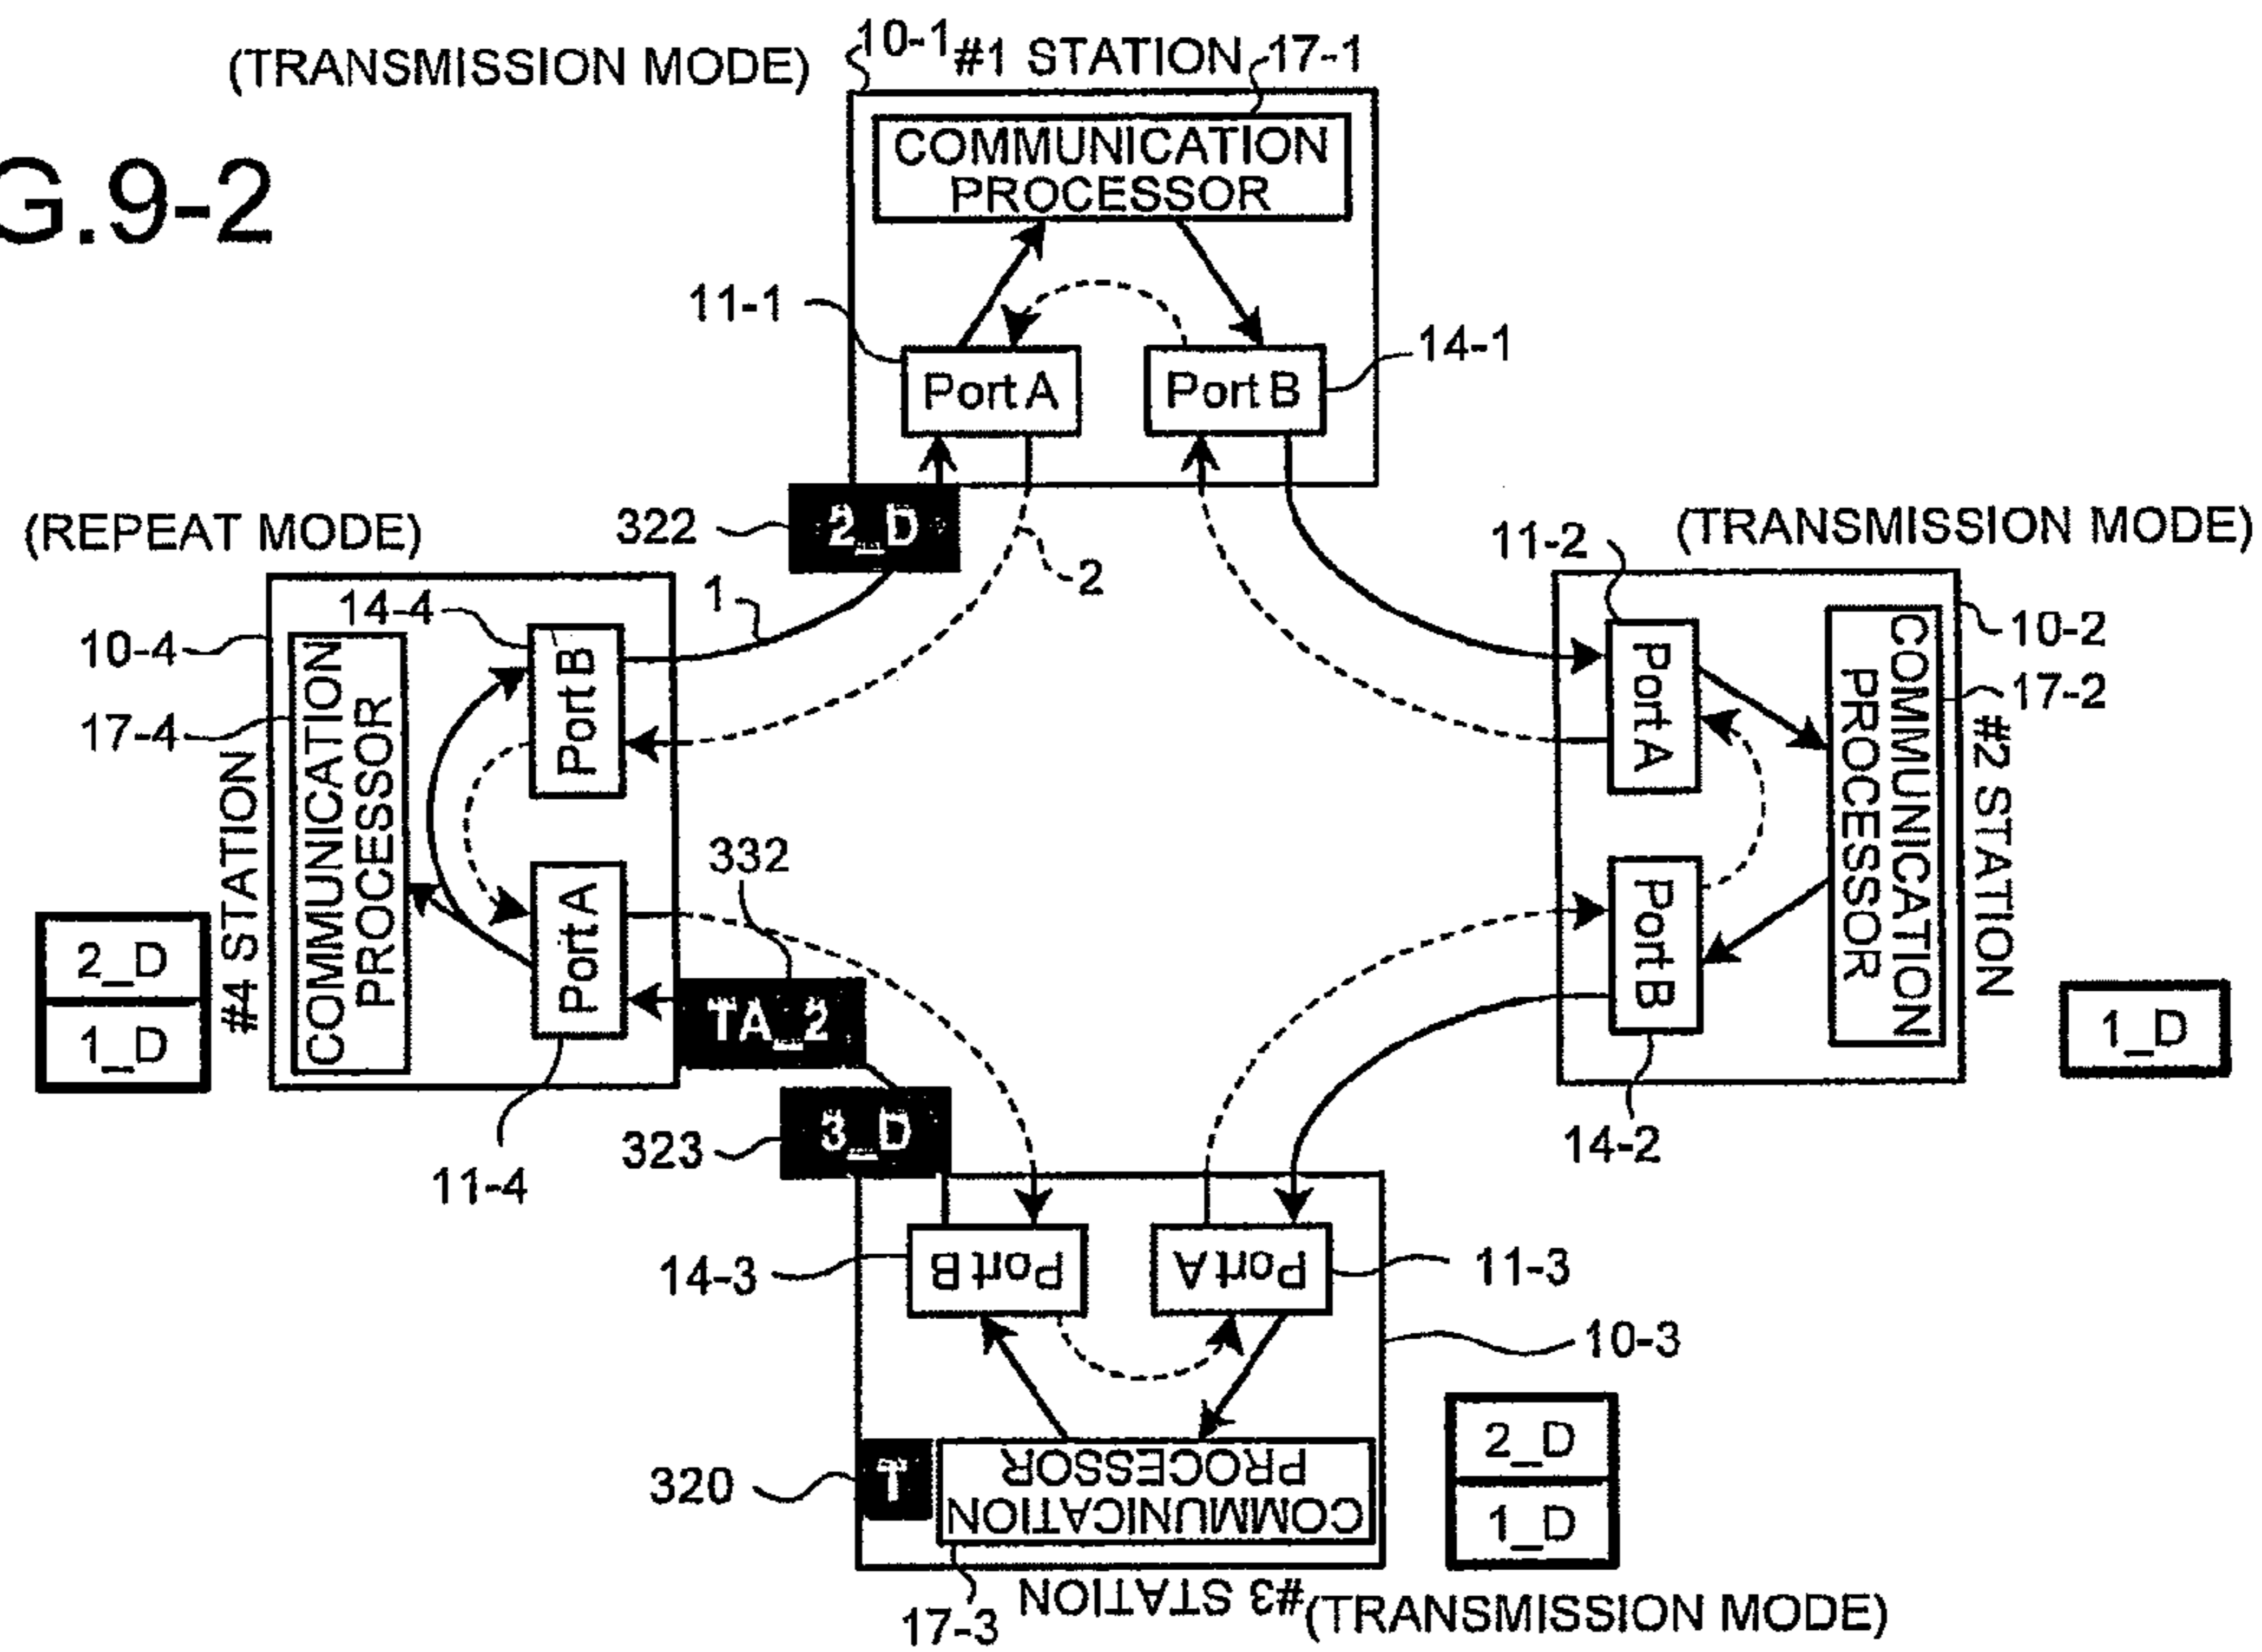 (TRANSMISSION MODE)
G.9-2
10-1
#1 STATION
17-1
COMMUNICATION
PROCESSOR
11-1
14-1
Port A
Port B
322
2_D
2
1
(REPEAT MODE)
14-4
10-4
17-4
COMMUNICATION
PROCESSOR
Port B
Port A
#4 STATION
2_D
1_D
11-4
332
TA_2
323
3_D
(TRANSMISSION MODE)
11-2
10-2
17-2
Port A
Port B
COMMUNICATION
PROCESSOR
#2 STATION
1_D
14-2
14-3
Port B
Port A
11-3
10-3
320
T
COMMUNICATION
PROCESSOR
2_D
1_D
17-3
#3 STATION
(TRANSMISSION MODE)